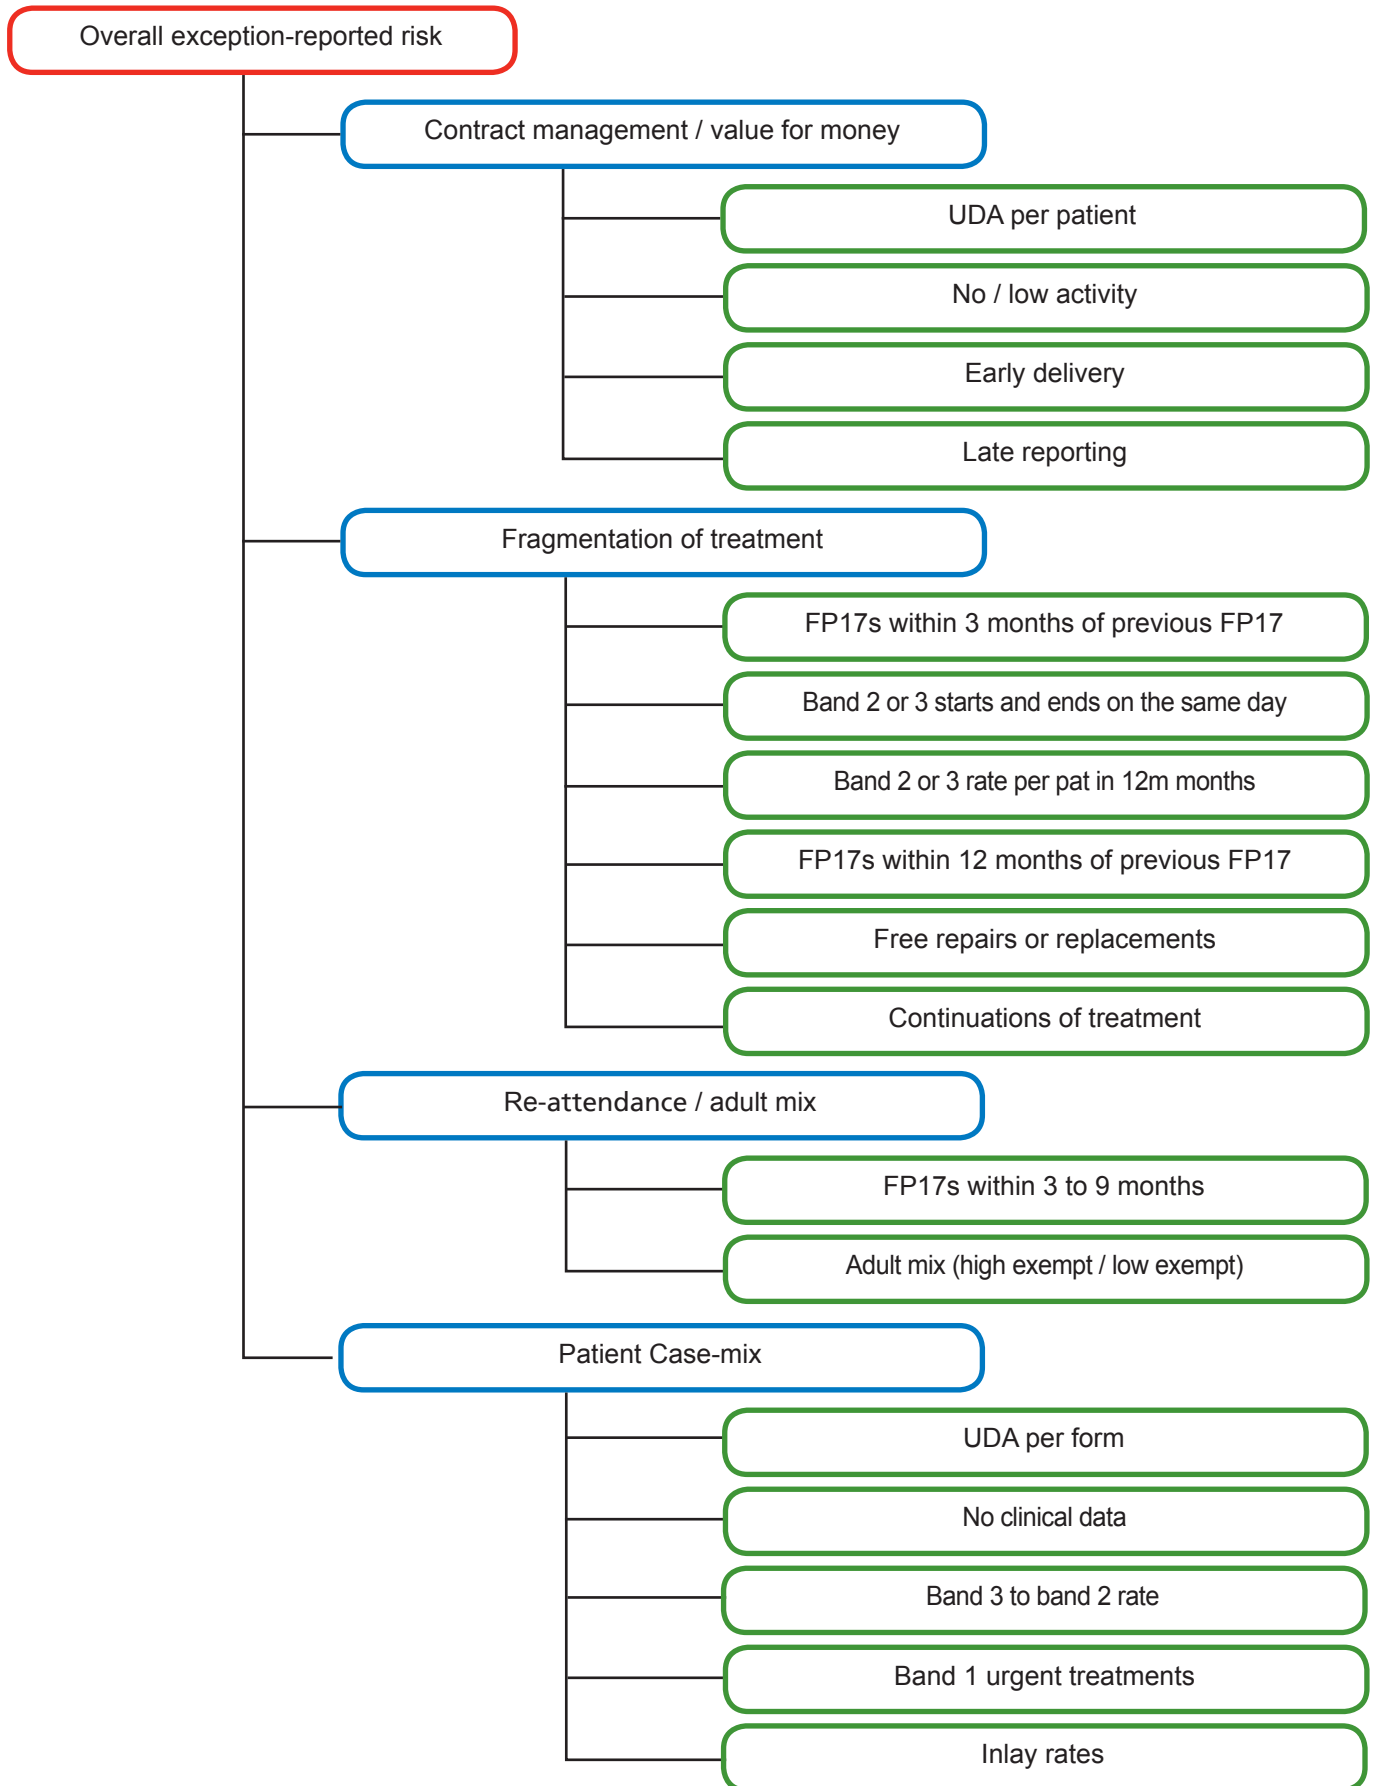 Overall exception-reported risk
Contract management / value for money
UDA per patient
No / low activity
Early delivery
Late reporting
Fragmentation of treatment
FP17s within 3 months of previous FP17
Band 2 or 3 starts and ends on the same day
Band 2 or 3 rate per pat in 12m months
FP17s within 12 months of previous FP17
Free repairs or replacements
Continuations of treatment
Re-attendance / adult mix
FP17s within 3 to 9 months
Adult mix (high exempt / low exempt)
Patient Case-mix
UDA per form
No clinical data
Band 3 to band 2 rate
Band 1 urgent treatments
Inlay rates